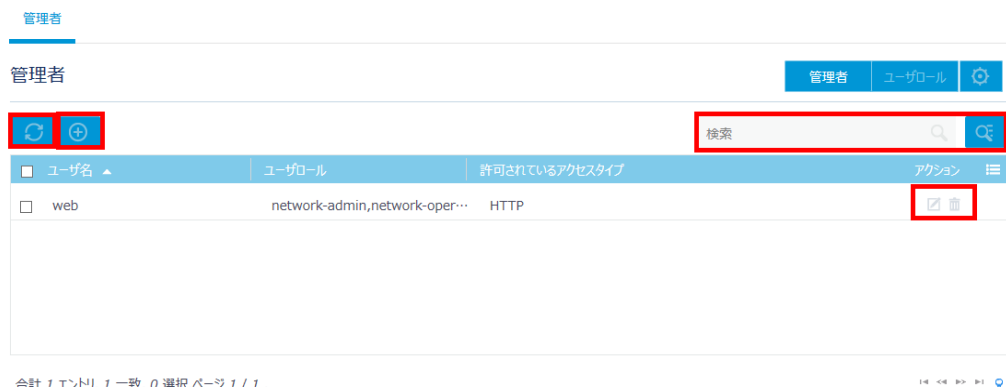 管理者
管理者
管理者 ユーザロール
検索
ユーザ名 ユーザロール 許可されているアクセスタイプ アクション
web network-admin,network-oper… HTTP
合計 1 エントリ, 1 一致, 0 選択 ページ 1 / 1